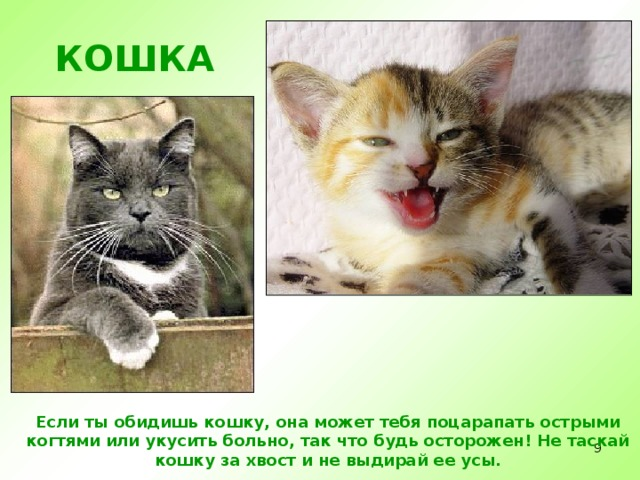 КОШКА
Если ты обидишь кошку, она может тебя поцарапать острыми
когтями или укусить больно, так что будь осторожен! Не таскай
кошку за хвост и не выдирай ее усы.
9